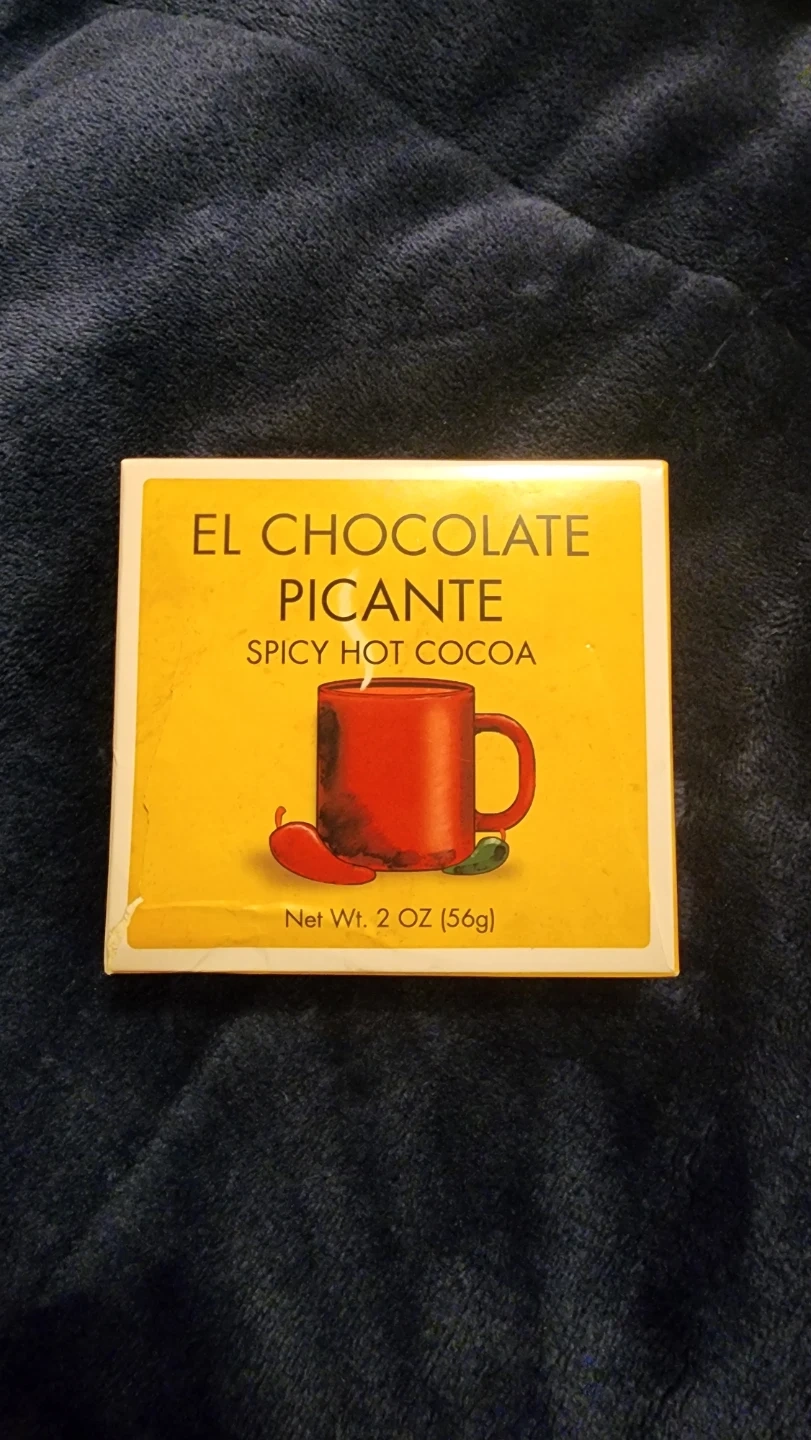 EL CHOCOLATE
PICANTE
SPICY HOT COCOA
Net Wt. 2 OZ (56g)